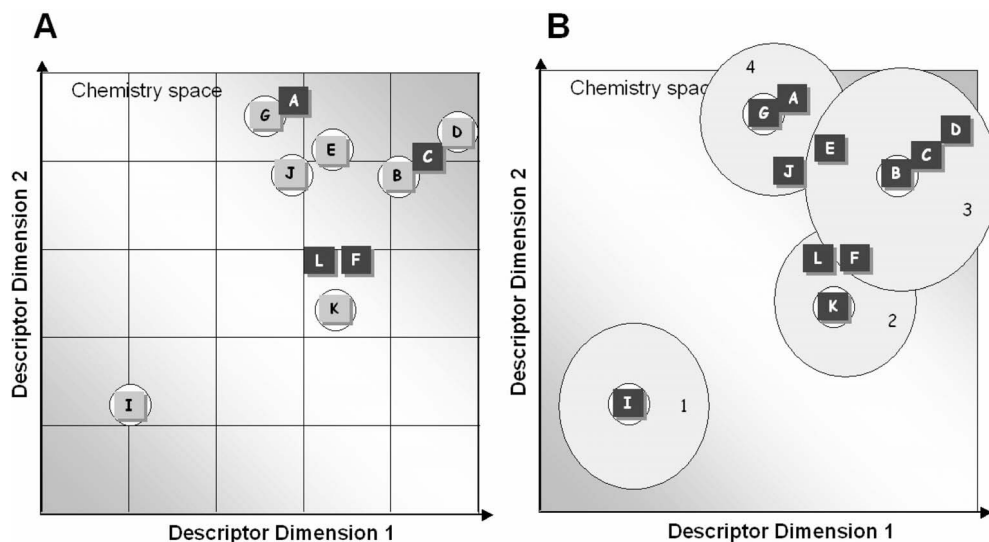 A
B
Chemistry space
Descriptor Dimension 2
G
A
E
D
J
B
C
L
F
K
I
Descriptor Dimension 1
Chemistry spac
Descriptor Dimension 2
4
G
A
D
E
C
J
B
3
L
F
K
2
I
1
Descriptor Dimension 1